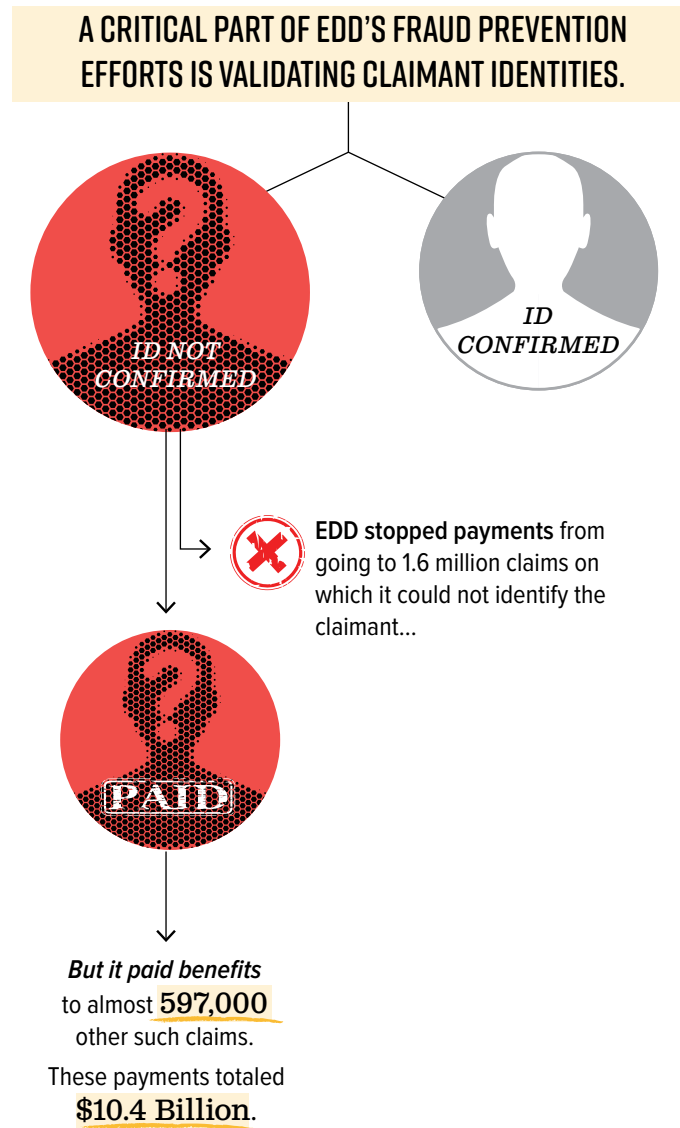 A CRITICAL PART OF EDD’S FRAUD PREVENTION
EFFORTS IS VALIDATING CLAIMANT IDENTITIES.
ID NOT
CONFIRMED
ID
CONFIRMED
EDD stopped payments from
going to 1.6 million claims on
which it could not identify the
claimant...
PAID
But it paid benefits
to almost 597,000
other such claims.
These payments totaled
$10.4 Billion.